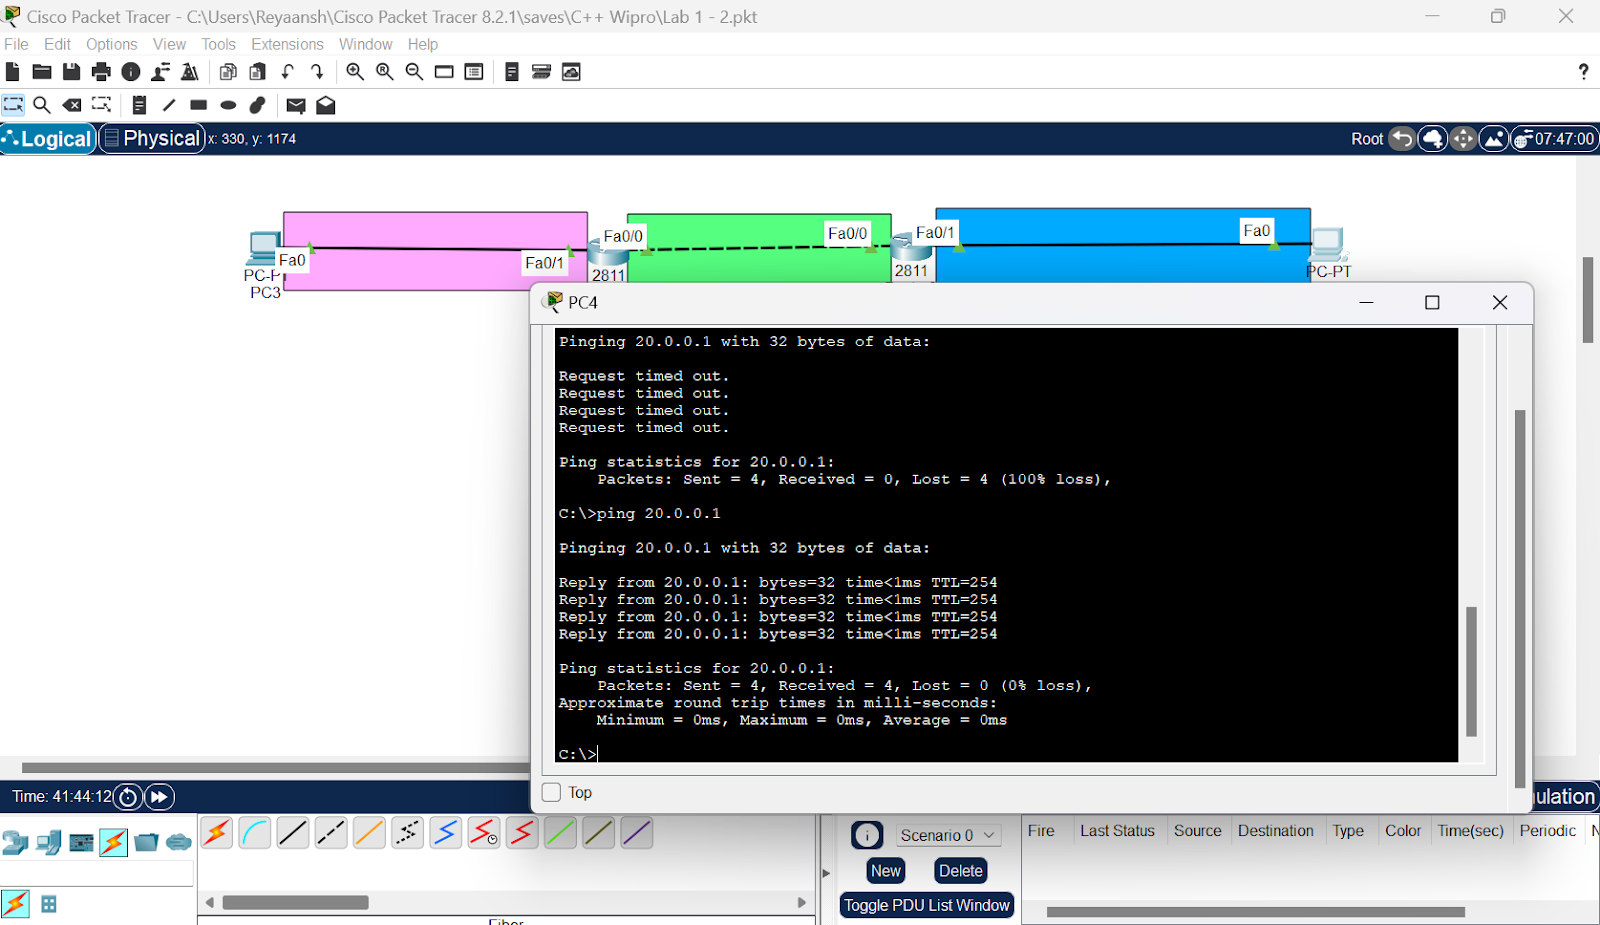 Cisco Packet Tracer - C:\Users\Reyaansh\Cisco Packet Tracer 8.2.1\saves\C++ Wipro\Lab 1 - 2.pkt
File Edit Options View Tools Extensions Window Help
?
Logical Physical x: 330, y: 1174 Root 07:47:00
Fa0/0 Fa0/0 Fa0/1 Fa0
Fa0 Fa0/1
PC-P 2811 2811 PC-PT
PC3
PC4
Pinging 20.0.0.1 with 32 bytes of data:
Request timed out.
Request timed out.
Request timed out.
Request timed out.
Ping statistics for 20.0.0.1:
Packets: Sent = 4, Received = 0, Lost = 4 (100% loss),
C:\>ping 20.0.0.1
Pinging 20.0.0.1 with 32 bytes of data:
Reply from 20.0.0.1: bytes=32 time<1ms TTL=254
Reply from 20.0.0.1: bytes=32 time<1ms TTL=254
Reply from 20.0.0.1: bytes=32 time<1ms TTL=254
Reply from 20.0.0.1: bytes=32 time<1ms TTL=254
Ping statistics for 20.0.0.1:
Packets: Sent = 4, Received = 4, Lost = 0 (0% loss),
Approximate round trip times in milli-seconds:
Minimum = 0ms, Maximum = 0ms, Average = 0ms
C:\>
Top
Time: 41:44:12 ulation
Scenario 0 Fire Last Status Source Destination Type Color Time(sec) Periodic N
New Delete
Toggle PDU List Window
Fiber